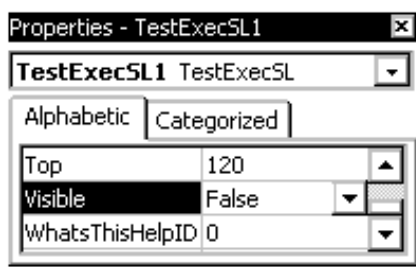 Properties - TestExecSL1
TestExecSL1 TestExecSL
Alphabetic Categorized
Top 120
Visible False
WhatsThisHelpID 0